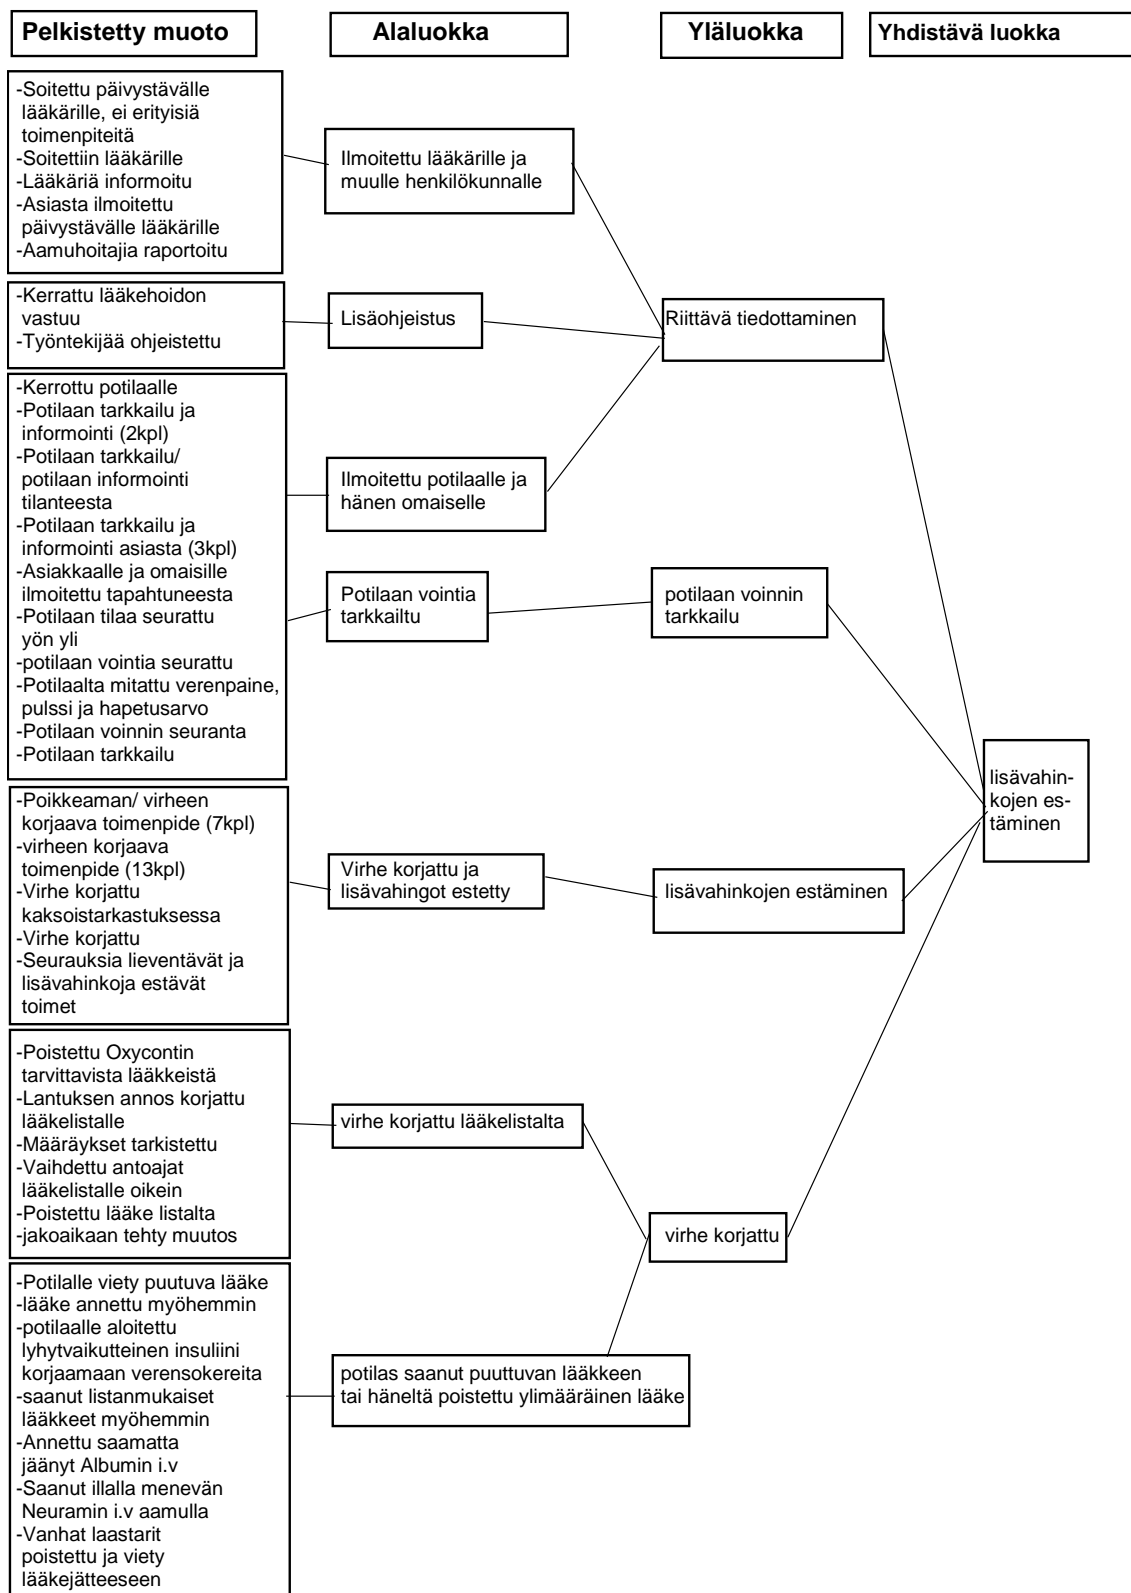 Pelkistetty muoto
Alaluokka
Yläluokka
Yhdistävä luokka
-Soitettu päivystävälle
lääkärille, ei erityisiä
toimenpiteitä
-Soitettiin lääkärille
-Lääkäriä informoitu
-Asiasta ilmoitettu
päivystävälle lääkärille
-Aamuhoitajia raportoitu
Ilmoitettu lääkärille ja
muulle henkilökunnalle
-Kerrattu lääkehoidon
vastuu
-Työntekijää ohjeistettu
Lisäohjeistus
Riittävä tiedottaminen
-Kerrottu potilaalle
-Potilaan tarkkailu ja
informointi (2kpl)
-Potilaan tarkkailu/
potilaan informointi
tilanteesta
-Potilaan tarkkailu ja
informointi asiasta (3kpl)
-Asiakkaalle ja omaisille
ilmoitettu tapahtuneesta
-Potilaan tilaa seurattu
yön yli
-potilaan vointia seurattu
-Potilaalta mitattu verenpaine,
pulssi ja hapetusarvo
-Potilaan voinnin seuranta
-Potilaan tarkkailu
Ilmoitettu potilaalle ja
hänen omaiselle
Potilaan vointia
tarkkailtu
potilaan voinnin
tarkkailu
lisävahin-
kojen es-
täminen
-Poikkeaman/ virheen
korjaava toimenpide (7kpl)
-virheen korjaava
toimenpide (13kpl)
-Virhe korjattu
kaksoistarkastuksessa
-Virhe korjattu
-Seurauksia lieventävät ja
lisävahinkoja estävät
toimet
Virhe korjattu ja
lisävahingot estetty
lisävahinkojen estäminen
-Poistettu Oxycontin
tarvittavista lääkkeistä
-Lantuksen annos korjattu
lääkelistalle
-Määräykset tarkistettu
-Vaihdettu antoajat
lääkelistalle oikein
-Poistettu lääke listalta
-jakoaikaan tehty muutos
virhe korjattu lääkelistalta
virhe korjattu
-Potilalle viety puutuva lääke
-lääke annettu myöhemmin
-potilaalle aloitettu
lyhytvaikutteinen insuliini
korjaamaan verensokereita
-saanut listanmukaiset
lääkkeet myöhemmin
-Annettu saamatta
jäänyt Albumin i.v
-Saanut illalla menevän
Neuramin i.v aamulla
-Vanhat laastarit
poistettu ja viety
lääkejätteeseen
potilas saanut puuttuvan lääkkeen
tai häneltä poistettu ylimääräinen lääke